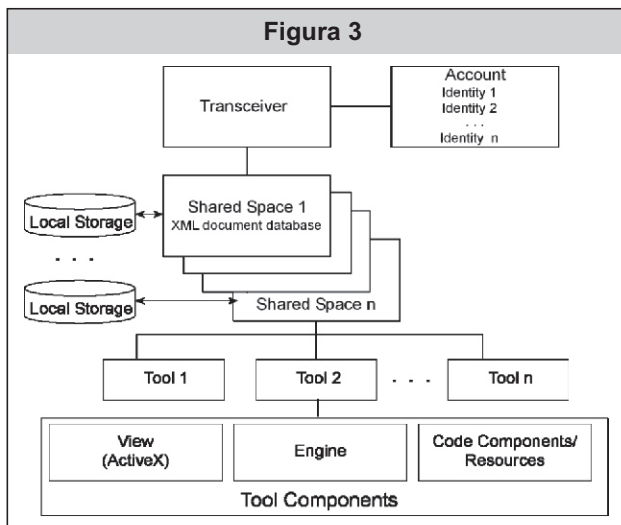 Figura 3
Transceiver
Account
Identity 1
Identity 2
. . .
Identity n
Shared Space 1
XML document database
Local Storage
. . .
Local Storage
Shared Space n
Tool 1
Tool 2
. . .
Tool n
View
(ActiveX)
Engine
Code Components/
Resources
Tool Components